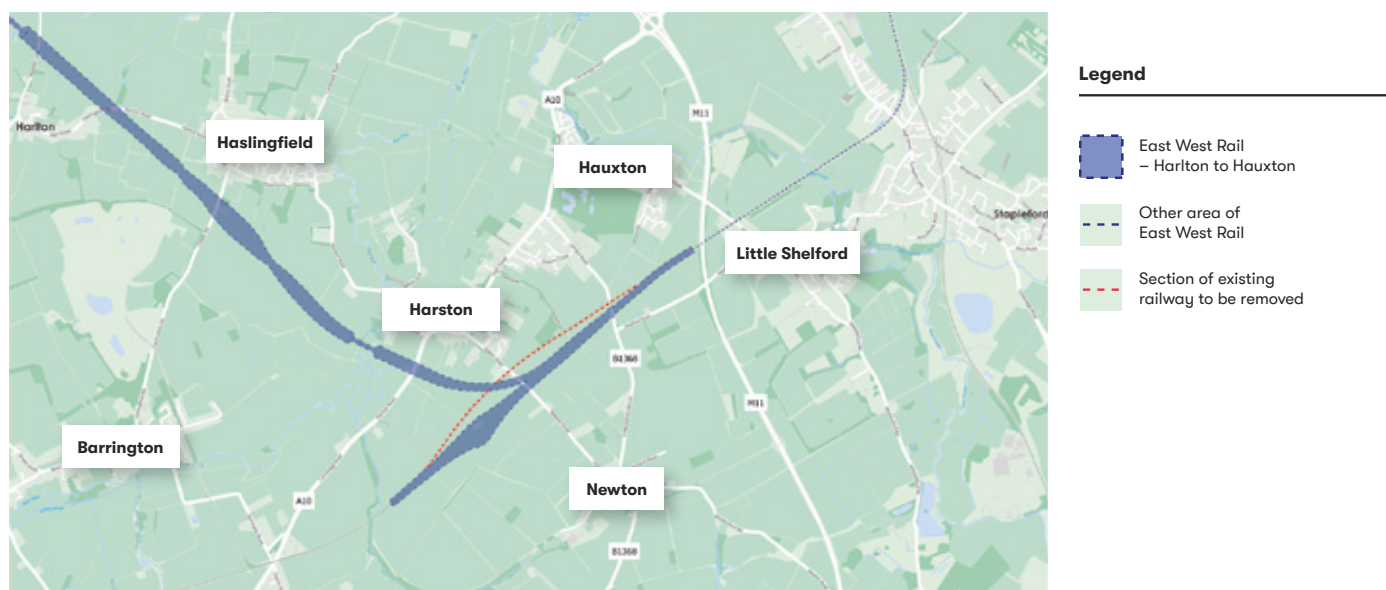 Harlton
Haslingfield
A10
M11
Hauxton
Stapleford
Little Shelford
Harston
B1368
M11
Barrington
Newton
A10
B1368
Legend
East West Rail
– Harlton to Hauxton
Other area of
East West Rail
Section of existing
railway to be removed